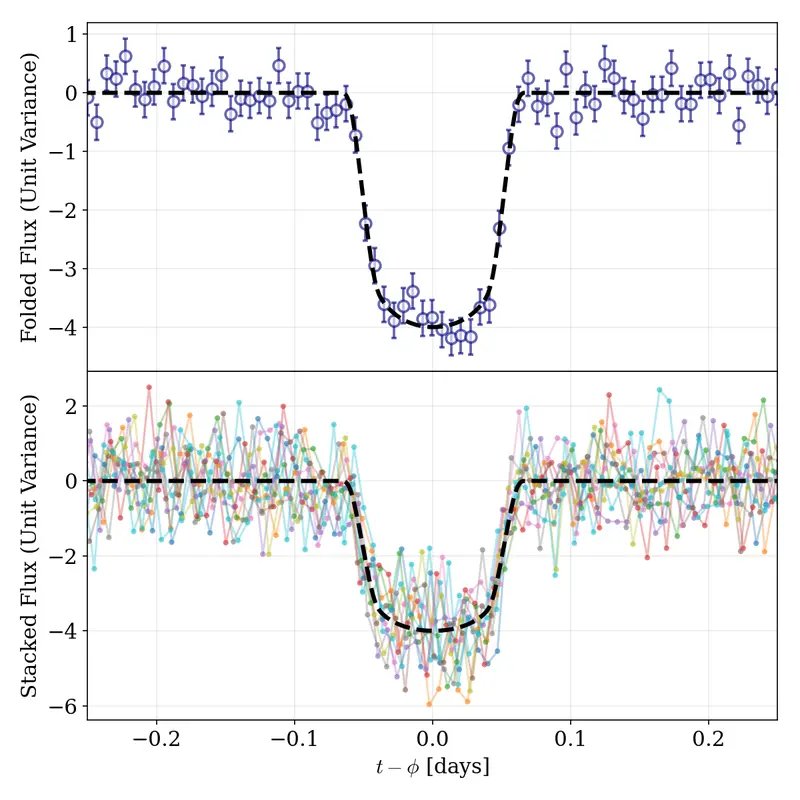 Folded Flux (Unit Variance)
1
0
−1
−2
−3
−4
Stacked Flux (Unit Variance)
2
0
−2
−4
−6
−0.2 −0.1 0.0 0.1 0.2
t − ϕ [days]